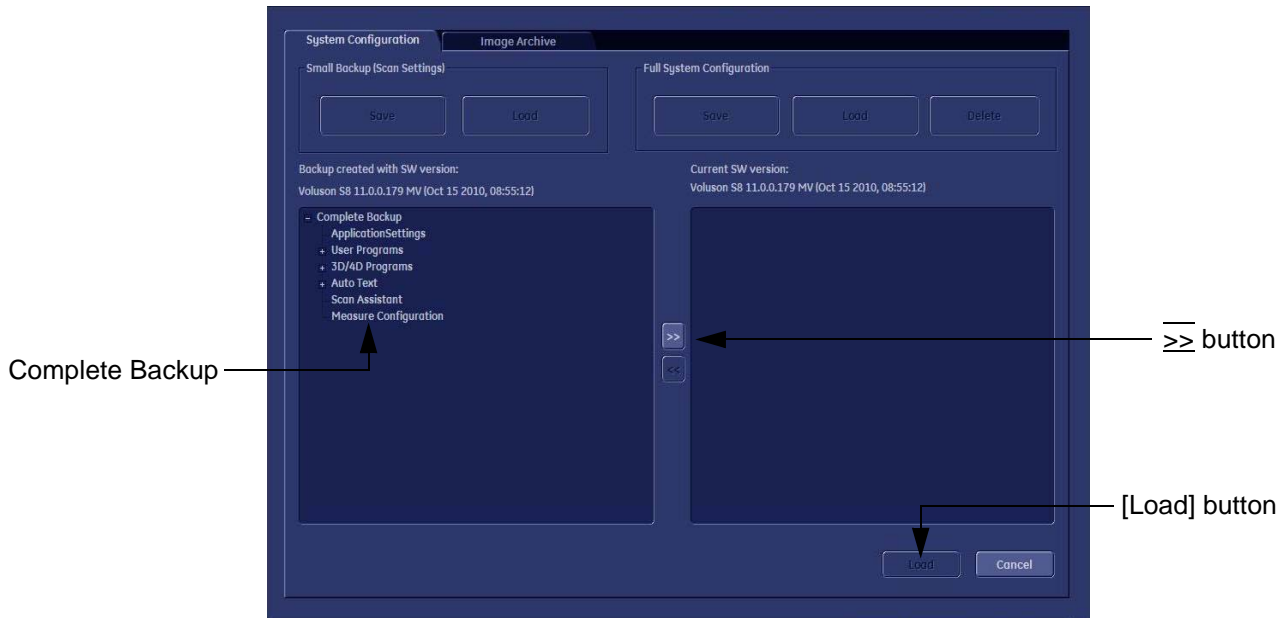 System Configuration
Image Archive
Small Backup (Scan Settings)
Full System Configuration
Save
Load
Save
Load
Delete
Backup created with SW version:
Voluson S8 11.0.0.179 MV (Oct 15 2010, 08:55:12)
Current SW version:
Voluson S8 11.0.0.179 MV (Oct 15 2010, 08:55:12)
- Complete Backup
ApplicationSettings
+ User Programs
+ 3D/4D Programs
+ Auto Text
Scan Assistant
Measure Configuration
>>
<<
>> button
Complete Backup
[Load] button
Load
Cancel